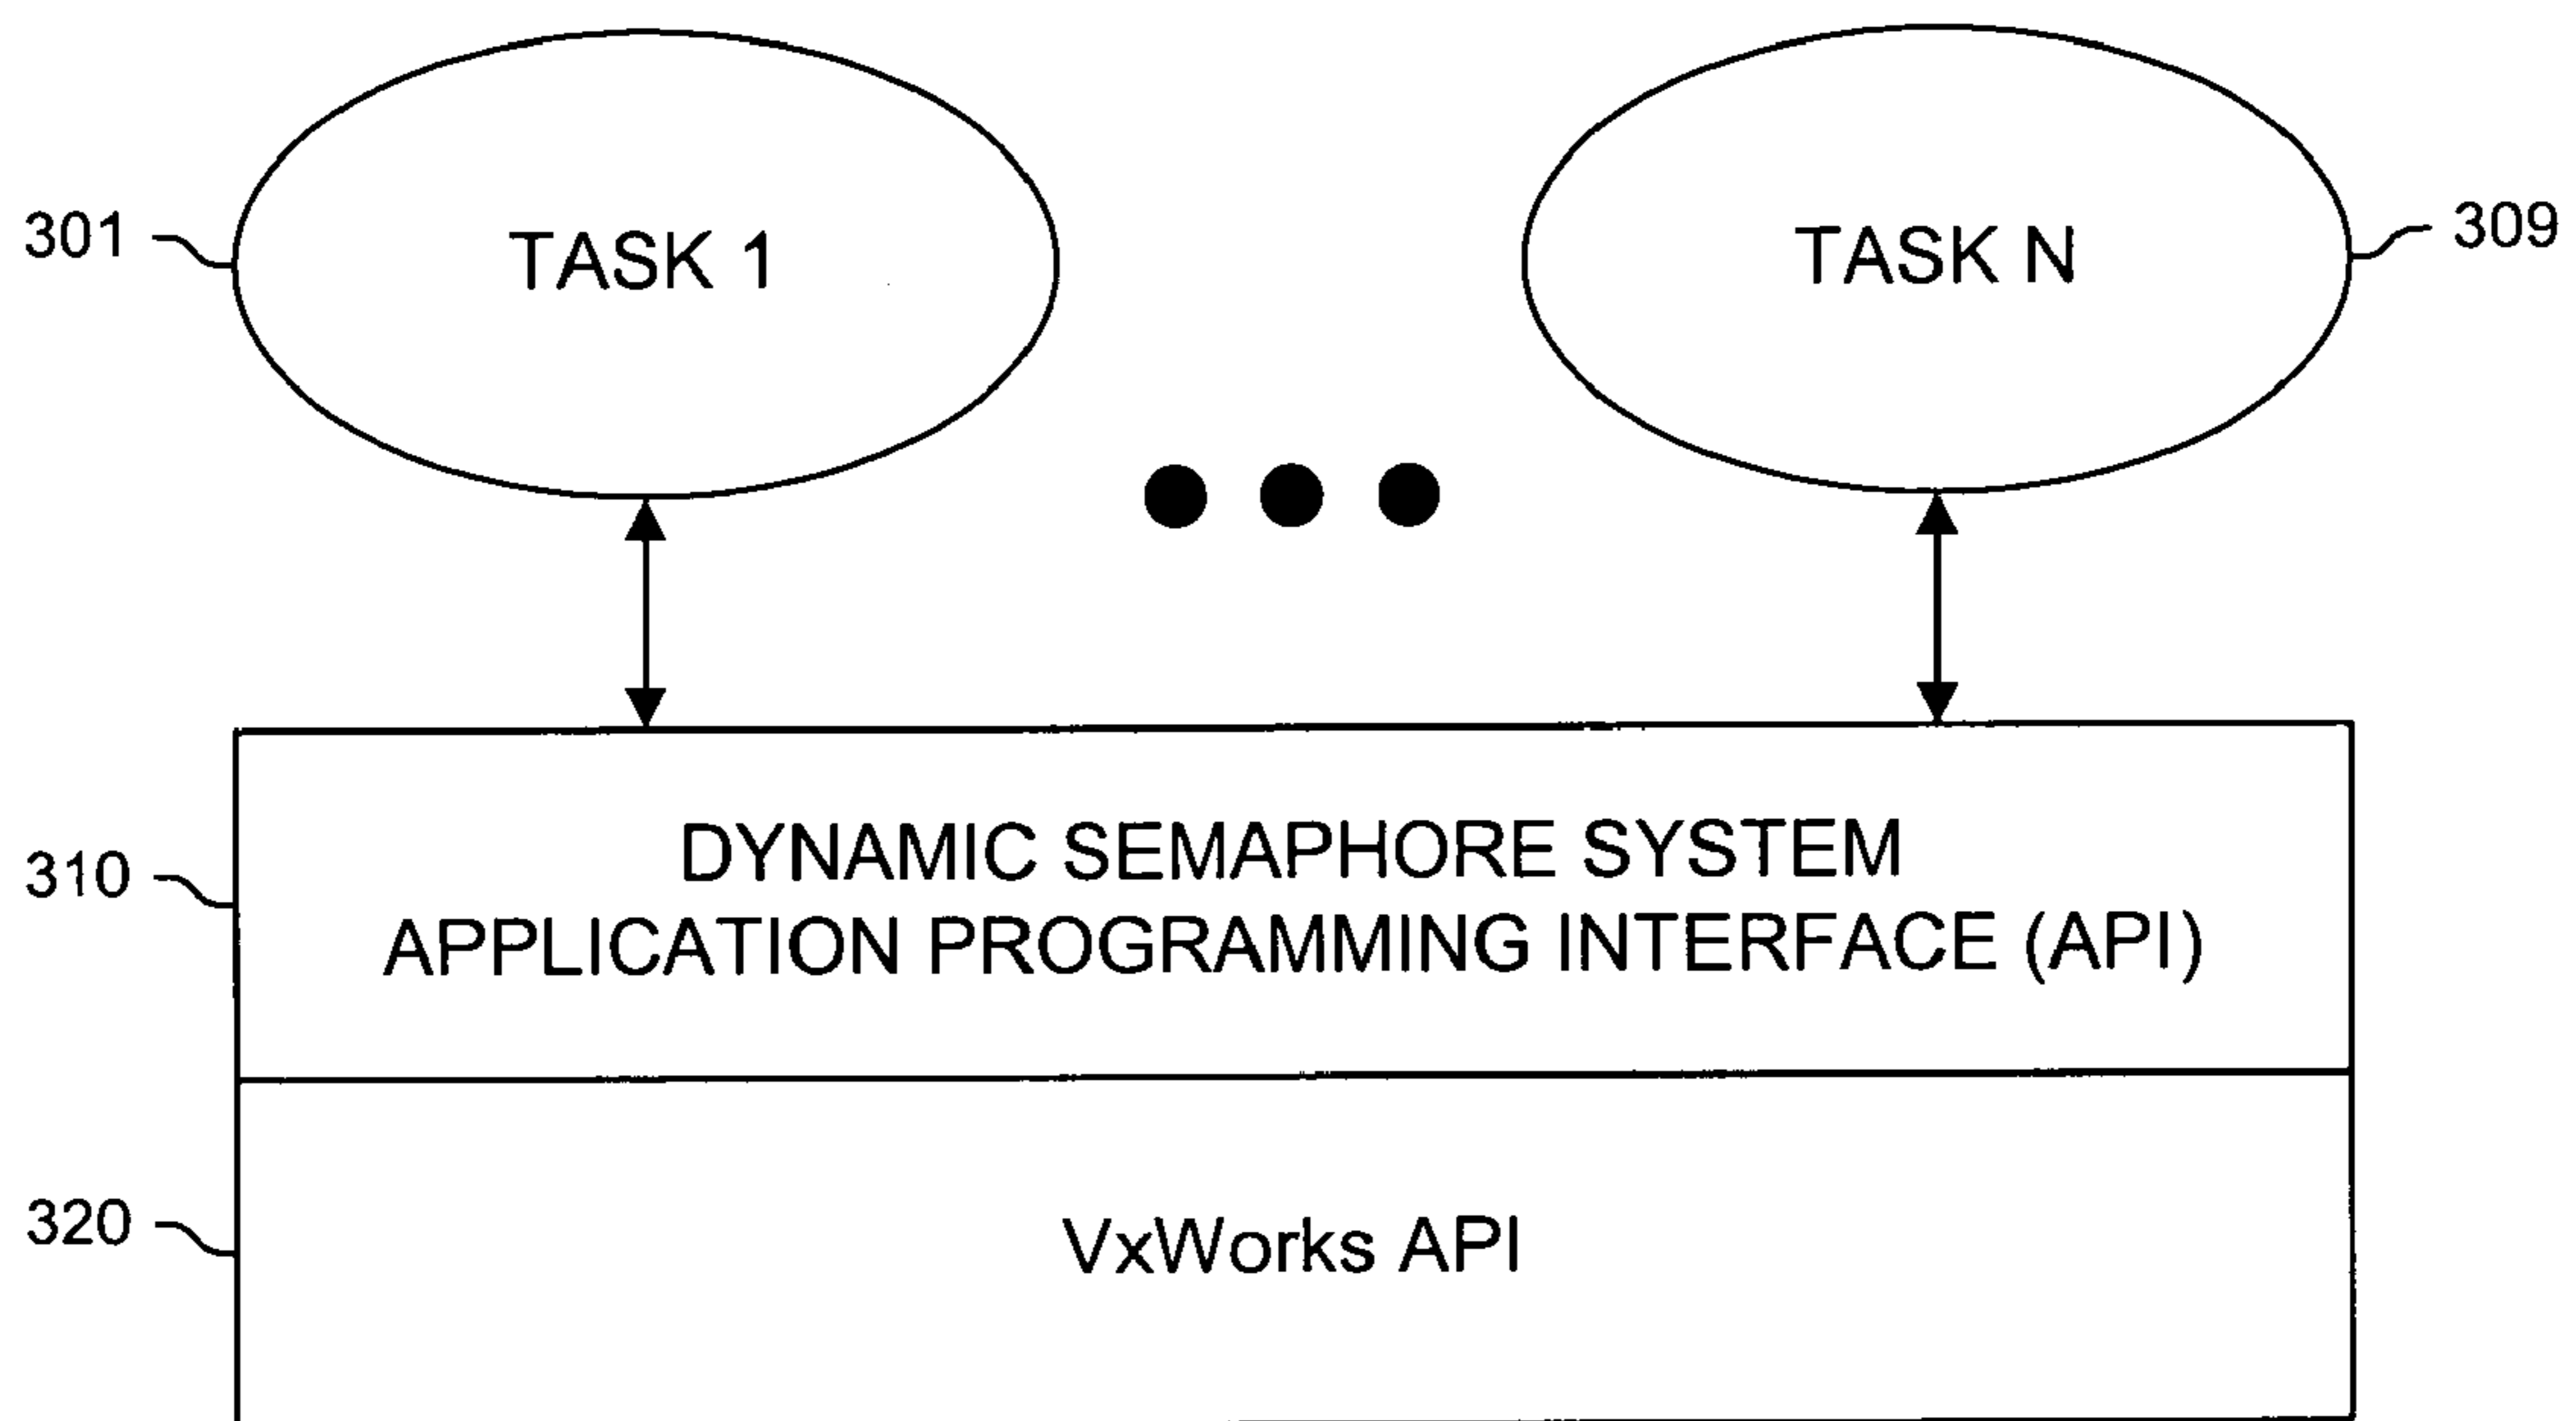 301
TASK 1
TASK N
309
310
DYNAMIC SEMAPHORE SYSTEM
APPLICATION PROGRAMMING INTERFACE (API)
320
VxWorks API